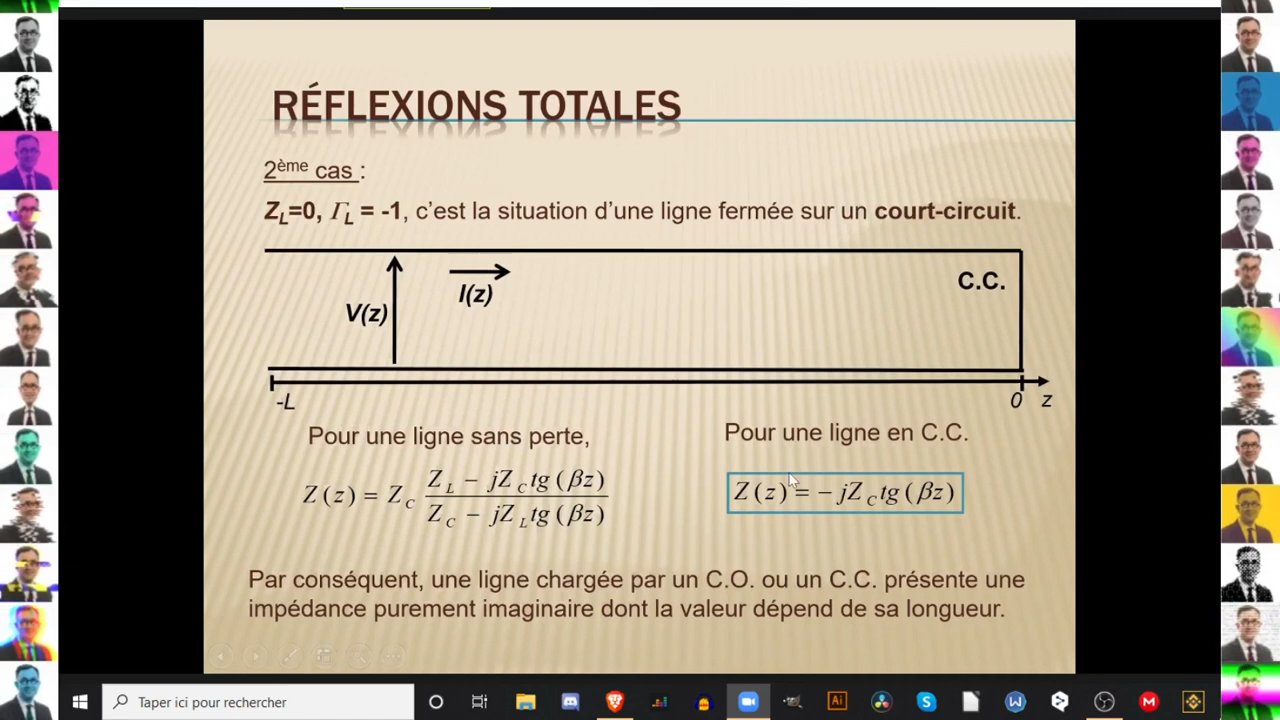 RÉFLEXIONS TOTALES
2ème cas :
ZL=0, ΓL = -1, c’est la situation d’une ligne fermée sur un court-circuit.
C.C.
I(z)
V(z)
-L 0 z
Pour une ligne sans perte,
Pour une ligne en C.C.
Z(z) = ZC (ZL − jZC tg(βz)) / (ZC − jZL tg(βz))
Z(z) = − jZC tg(βz)
Par conséquent, une ligne chargée par un C.O. ou un C.C. présente une
impédance purement imaginaire dont la valeur dépend de sa longueur.
Taper ici pour rechercher
Ai